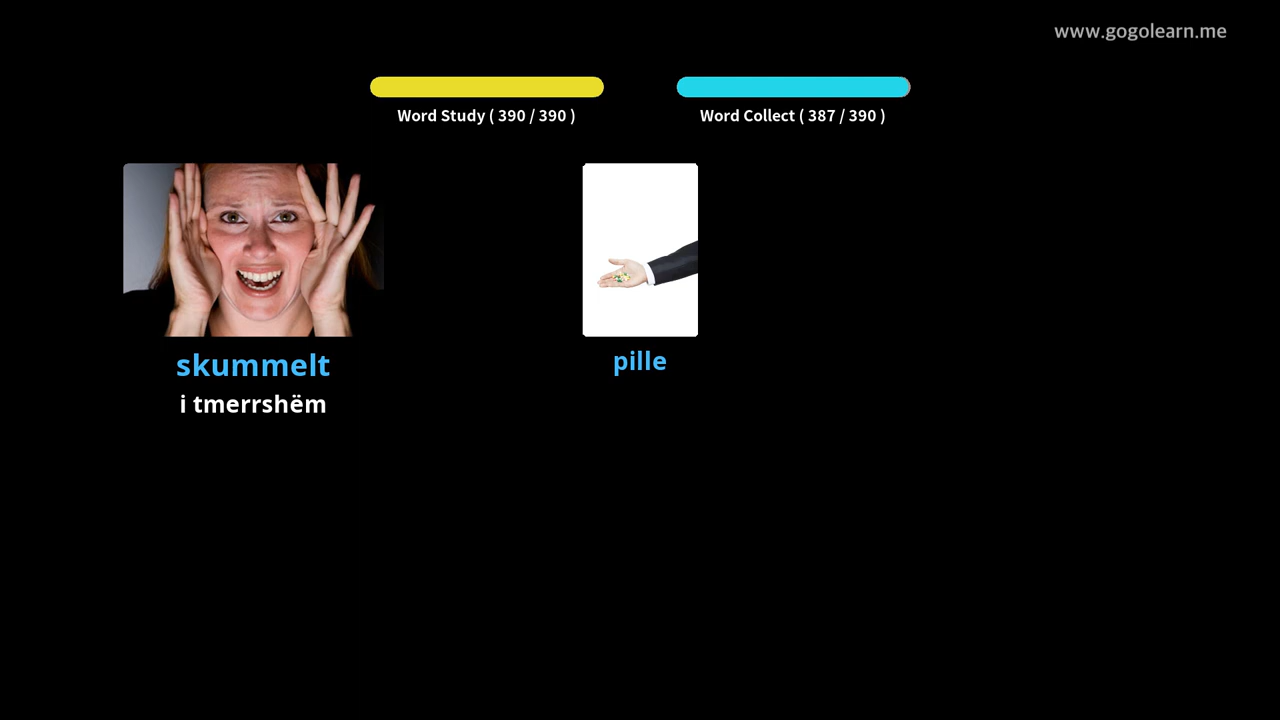 www.gogolearn.me
Word Study ( 390 / 390 )
Word Collect ( 387 / 390 )
skummelt
i tmerrshëm
pille